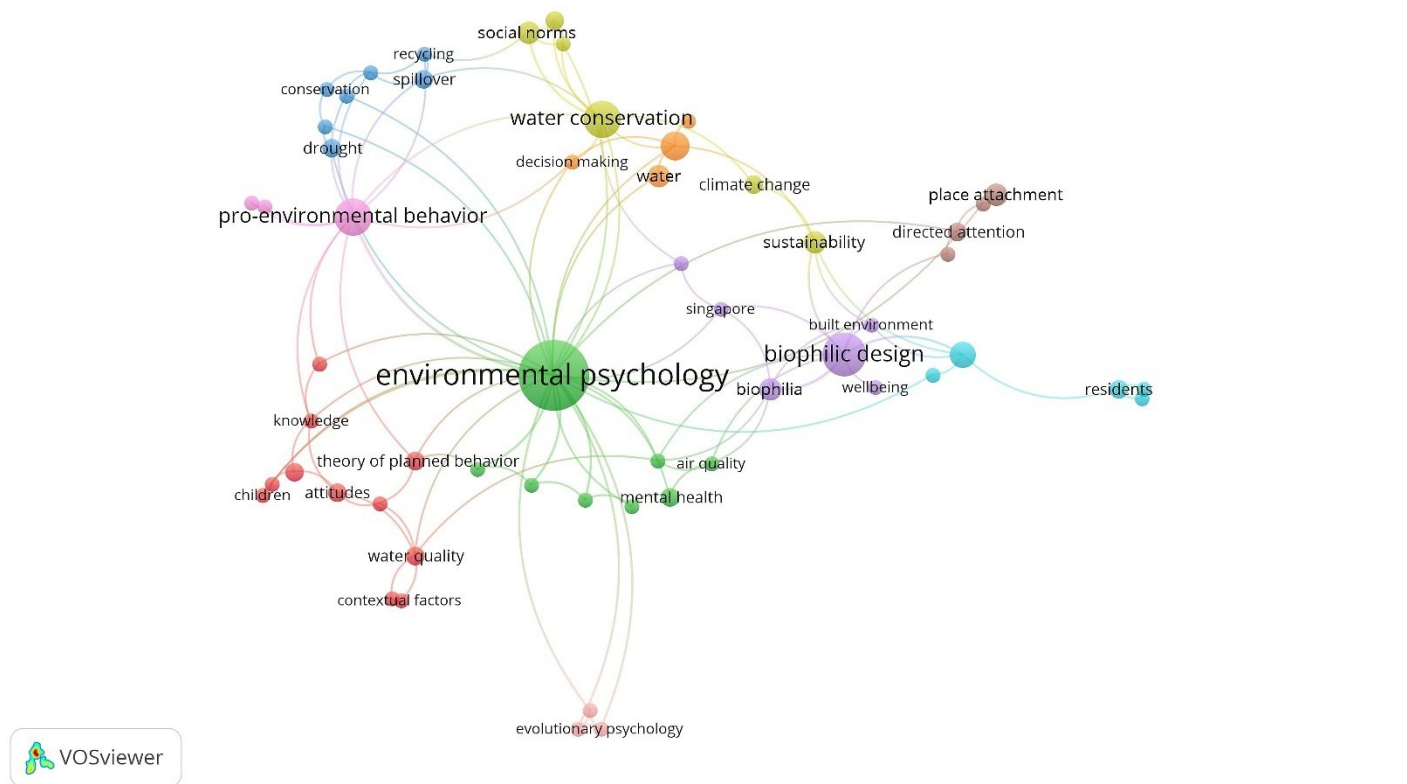 social norms
recycling
spillover
conservation
water conservation
drought
decision making
water
climate change
place attachment
pro-environmental behavior
directed attention
sustainability
singapore
built environment
biophilic design
environmental psychology
biophilia
wellbeing
residents
knowledge
theory of planned behavior
air quality
children
attitudes
mental health
water quality
contextual factors
evolutionary psychology
VOSviewer